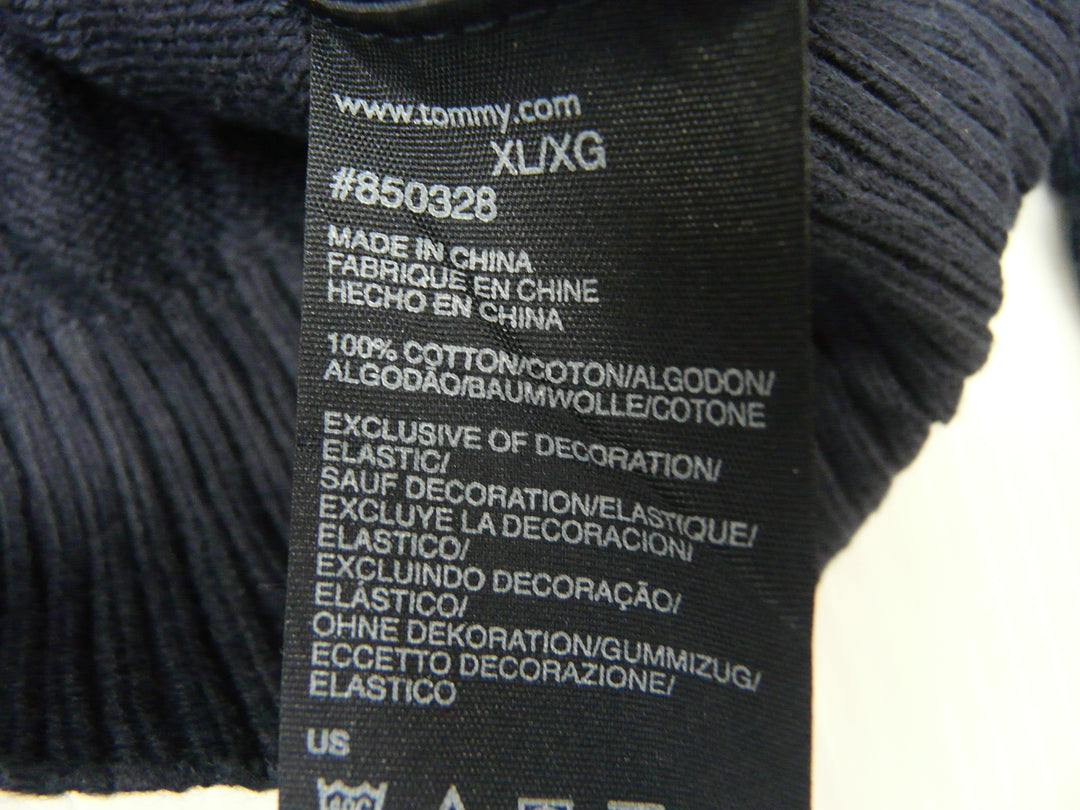 www.tommy.com
XL/XG
#850328
MADE IN CHINA
FABRIQUE EN CHINE
HECHO EN CHINA
100% COTTON/COTON/ALGODON/
ALGODÃO/BAUMWOLLE/COTONE
EXCLUSIVE OF DECORATION/
ELASTIC/
SAUF DECORATION/ELASTIQUE/
EXCLUYE LA DECORACION/
ELASTICO/
EXCLUINDO DECORAÇÃO/
ELÁSTICO/
OHNE DEKORATION/GUMMIZUG/
ECCETTO DECORAZIONE/
ELASTICO
US